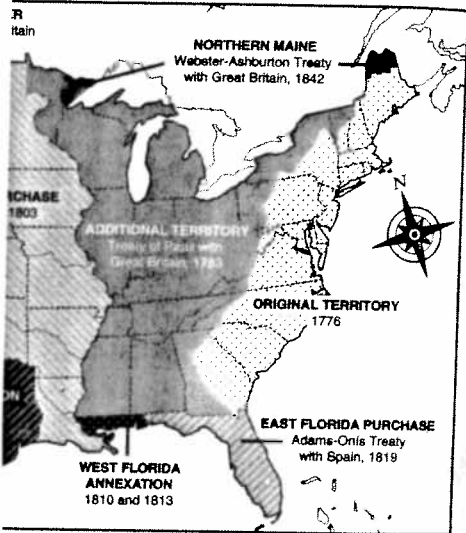 R
itain
NORTHERN MAINE
Webster-Ashburton Treaty
with Great Britain, 1842
RCHASE
1803
ADDITIONAL TERRITORY
Treaty of Paris with
Great Britain, 1783
N
ORIGINAL TERRITORY
1776
ON
EAST FLORIDA PURCHASE
Adams-Onís Treaty
with Spain, 1819
WEST FLORIDA
ANNEXATION
1810 and 1813